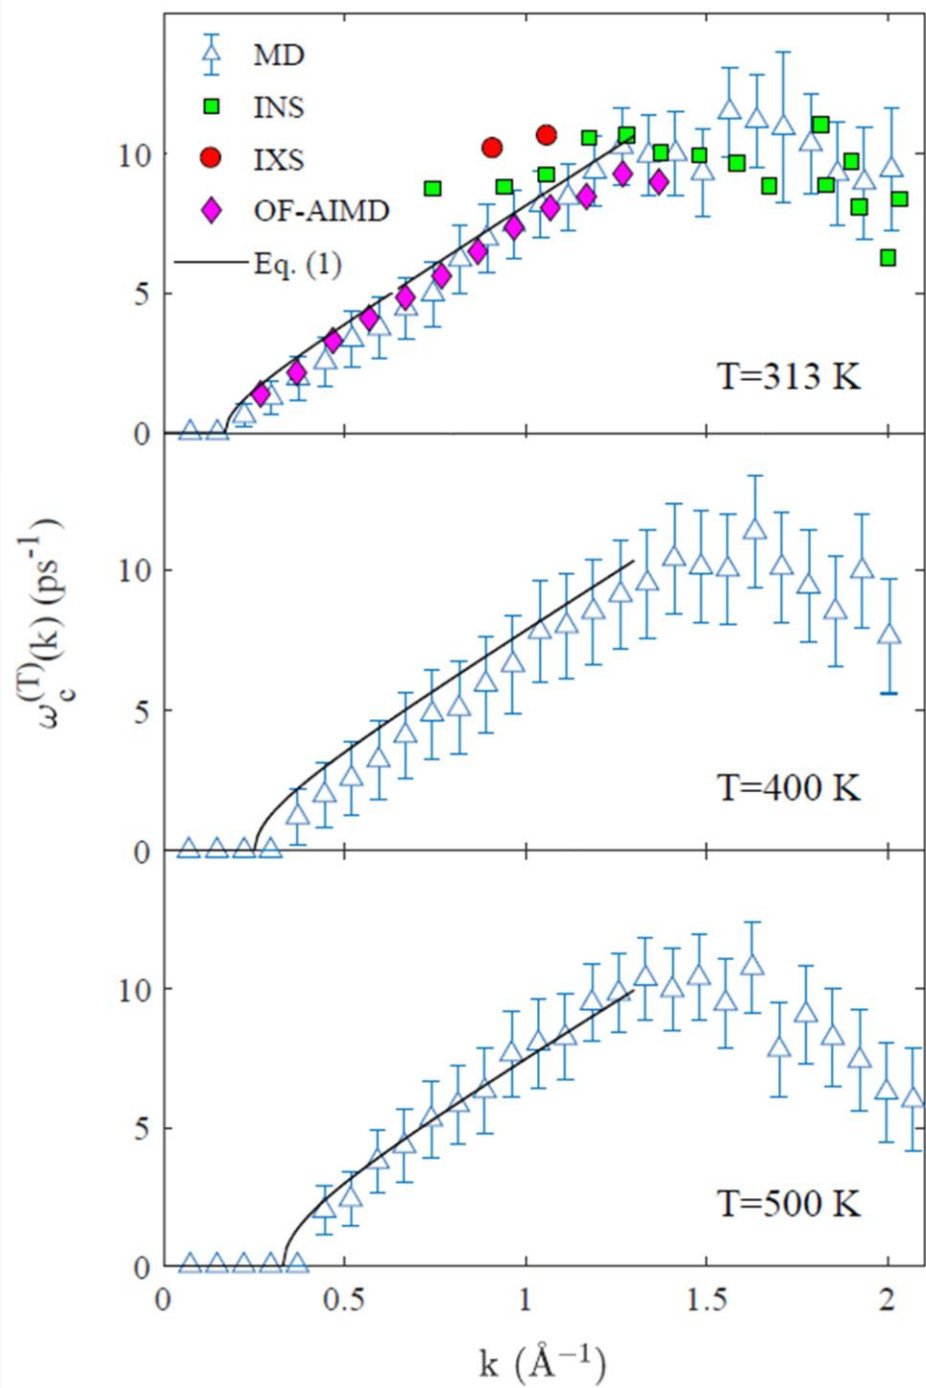 MD
INS
IXS
OF-AIMD
Eq. (1)
10
5
0
T=313 K
10
5
0
T=400 K
10
5
0
T=500 K
0 0.5 1 1.5 2
k (Å⁻¹)
ω_c^(T)(k) (ps⁻¹)